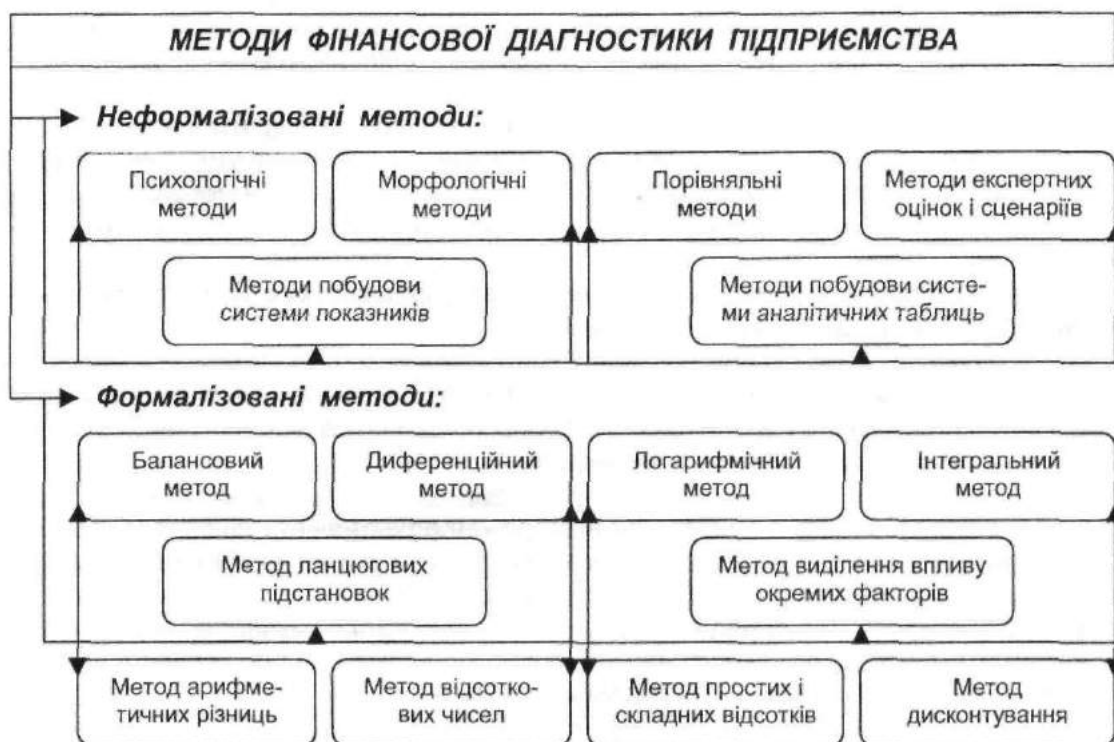 МЕТОДИ ФІНАНСОВОЇ ДІАГНОСТИКИ ПІДПРИЄМСТВА
Неформалізовані методи:
Психологічні
методи
Морфологічні
методи
Порівняльні
методи
Методи експертних
оцінок і сценаріїв
Методи побудови
системи показників
Методи побудови систе-
ми аналітичних таблиць
Формалізовані методи:
Балансовий
метод
Диференційний
метод
Логарифмічний
метод
Інтегральний
метод
Метод ланцюгових
підстановок
Метод виділення впливу
окремих факторів
Метод арифме-
тичних різниць
Метод відсотко-
вих чисел
Метод простих і
складних відсотків
Метод
дисконтування